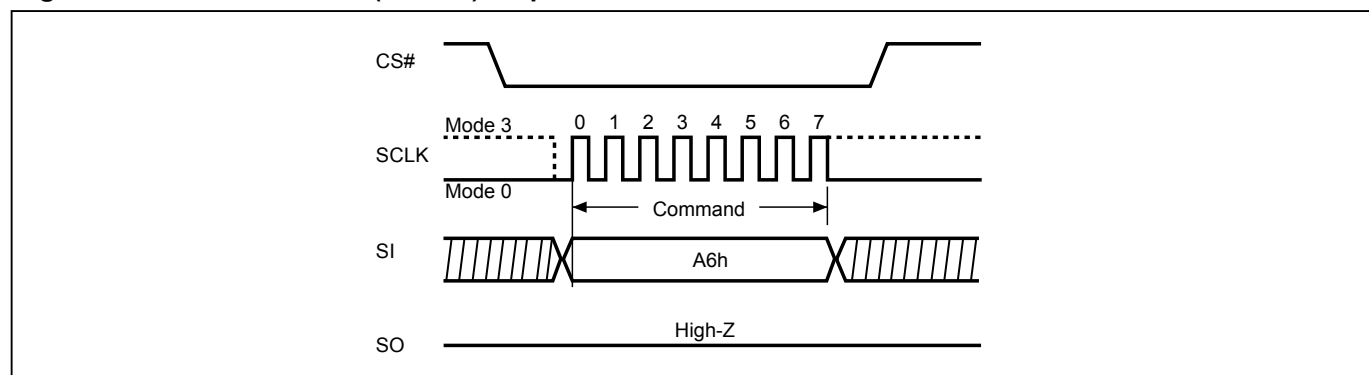 CS#
Mode 3
0 1 2 3 4 5 6 7
SCLK
Mode 0
Command
SI
A6h
High-Z
SO